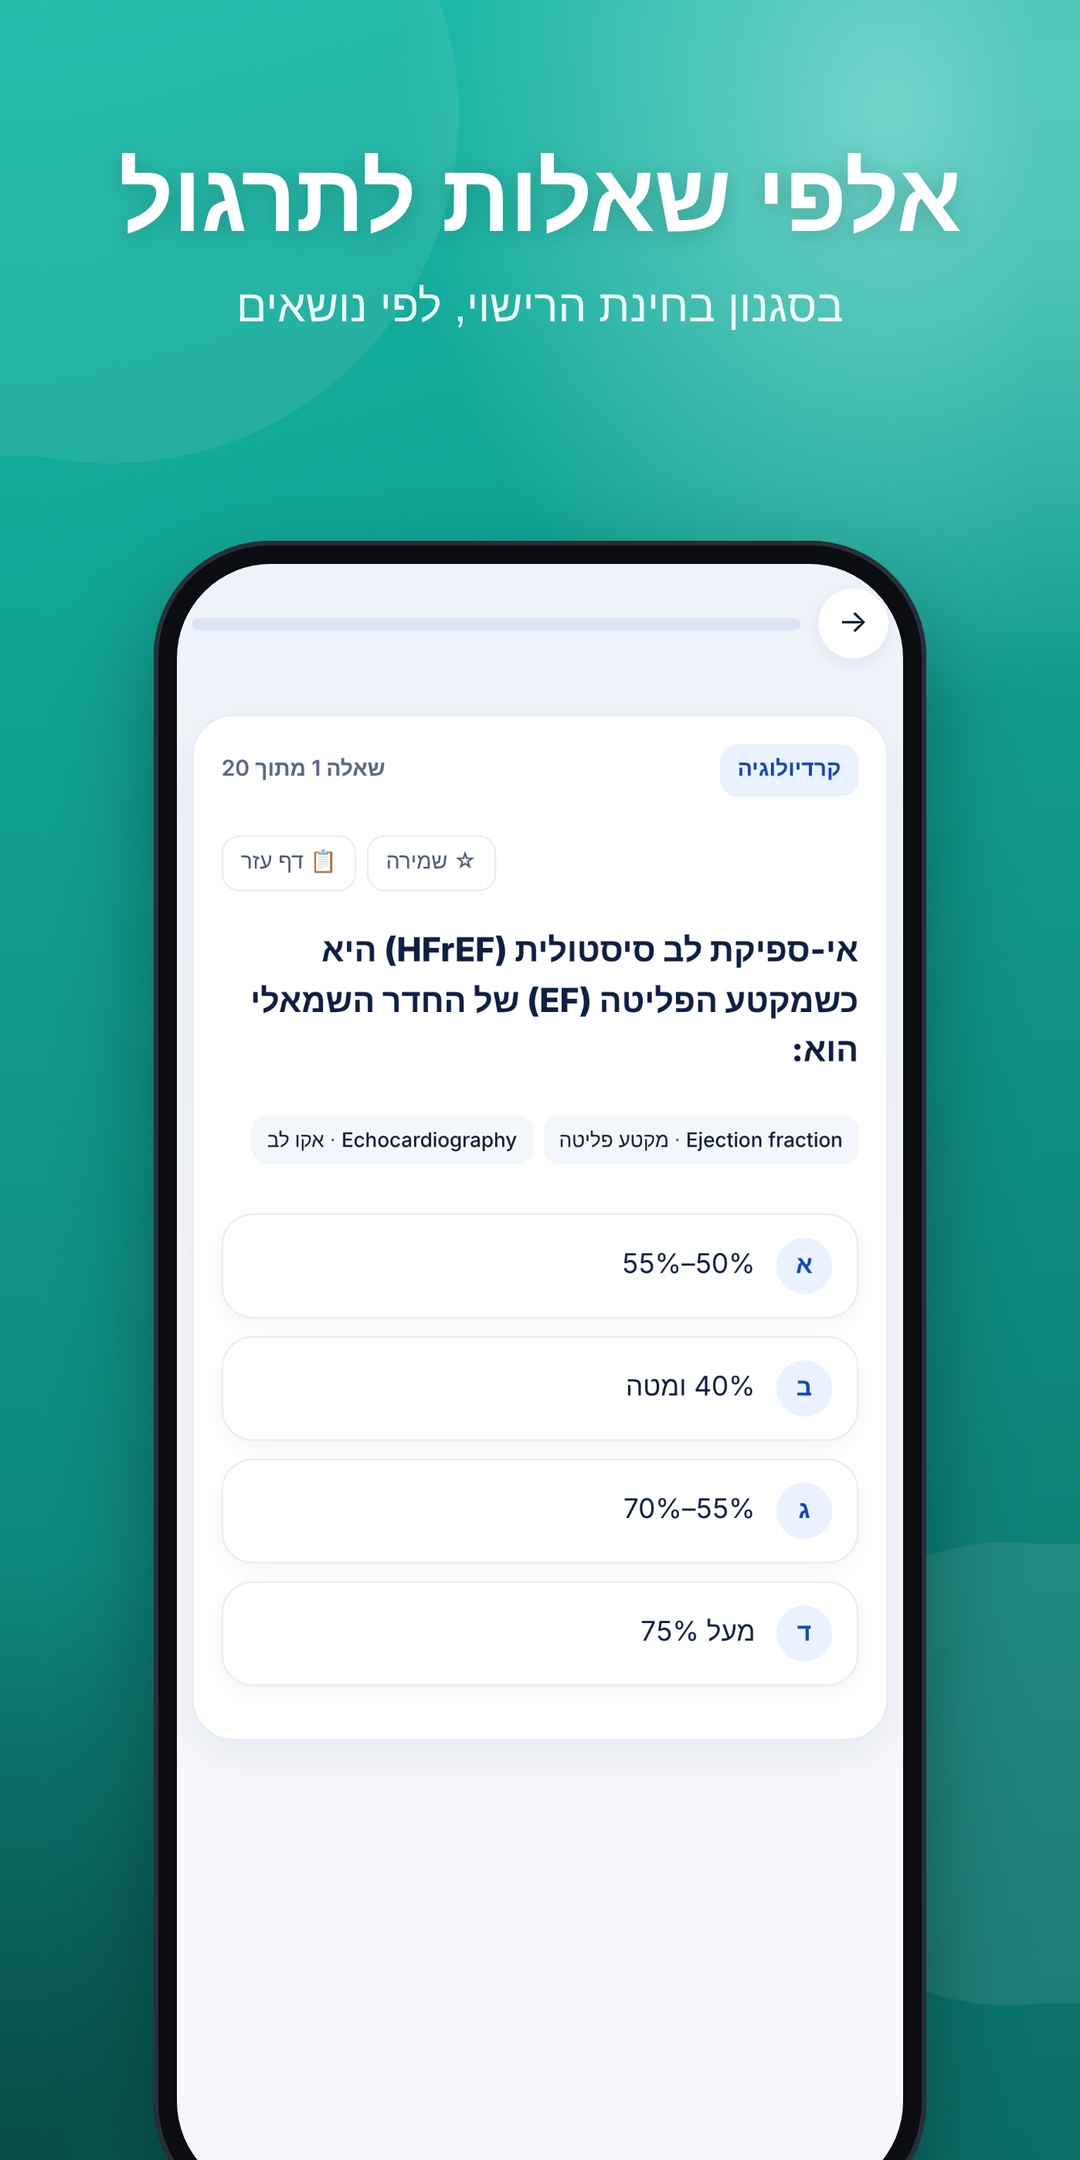 אלפי שאלות לתרגול
בסגנון בחינת הרישוי, לפי נושאים
→
קרדיולוגיה
שאלה 1 מתוך 20
☆ שמירה
📋 דף עזר
אי-ספיקת לב סיסטולית (HFrEF) היא
כשמקטע הפליטה (EF) של החדר השמאלי
הוא:
Ejection fraction · מקטע פליטה
Echocardiography · אקו לב
א
50%–55%
ב
40% ומטה
ג
55%–70%
ד
מעל 75%